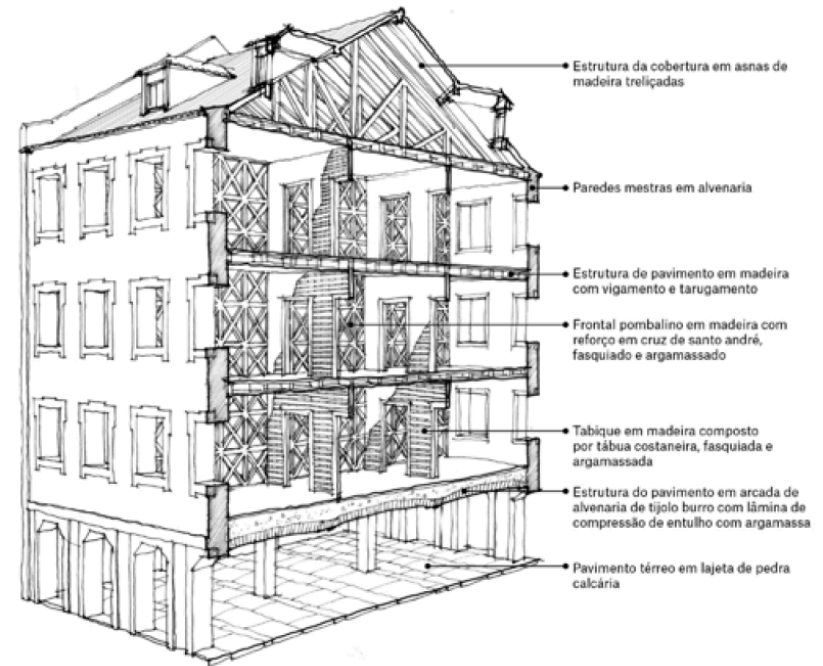 Estrutura da cobertura em asnas de
madeira treliçadas
Paredes mestras em alvenaria
Estrutura de pavimento em madeira
com vigamento e tarugamento
Frontal pombalino em madeira com
reforço em cruz de santo andré,
fasquiado e argamassado
Tabique em madeira composto
por tábua costaneira, fasquiada e
argamassada
Estrutura do pavimento em arcada de
alvenaria de tijolo burro com lâmina de
compressão de entulho com argamassa
Pavimento térreo em lajeta de pedra
calcária